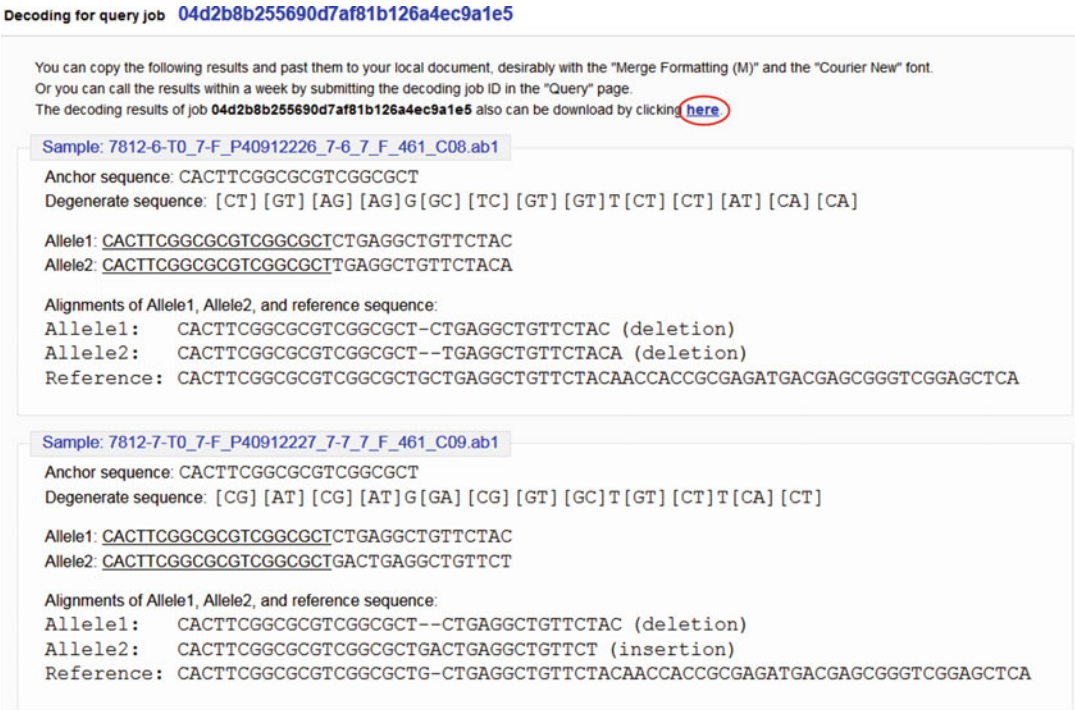 Decoding for query job 04d2b8b255690d7af81b126a4ec9a1e5
You can copy the following results and past them to your local document, desirably with the "Merge Formatting (M)" and the "Courier New" font.
Or you can call the results within a week by submitting the decoding job ID in the "Query" page.
The decoding results of job 04d2b8b255690d7af81b126a4ec9a1e5 also can be download by clicking here.
Sample: 7812-6-T0_7-F_P40912226_7-6_7_F_461_C08.ab1
Anchor sequence: CACTTCGGCGCGTCGGCGCT
Degenerate sequence: [CT][GT][AG][AG]G[GC][TC][GT][GT]T[CT][CT][AT][CA][CA]
Allele1: CACTTCGGCGCGTCGGCGCTCTGAGGCTGTTCTAC
Allele2: CACTTCGGCGCGTCGGCGCTTGAGGCTGTTCTACA
Alignments of Allele1, Allele2, and reference sequence:
Allele1: CACTTCGGCGCGTCGGCGCT-CTGAGGCTGTTCTAC (deletion)
Allele2: CACTTCGGCGCGTCGGCGCT--TGAGGCTGTTCTACA (deletion)
Reference: CACTTCGGCGCGTCGGCGCTGCTGAGGCTGTTCTACAACCACCGCGAGATGACGAGCGGGTCGGAGCTCA
Sample: 7812-7-T0_7-F_P40912227_7-7_7_F_461_C09.ab1
Anchor sequence: CACTTCGGCGCGTCGGCGCT
Degenerate sequence: [CG][AT][CG][AT]G[GA][CG][GT][GC]T[GT][CT]T[CA][CT]
Allele1: CACTTCGGCGCGTCGGCGCTCTGAGGCTGTTCTAC
Allele2: CACTTCGGCGCGTCGGCGCTGACTGAGGCTGTTCT
Alignments of Allele1, Allele2, and reference sequence:
Allele1: CACTTCGGCGCGTCGGCGCT--CTGAGGCTGTTCTAC (deletion)
Allele2: CACTTCGGCGCGTCGGCGCTGACTGAGGCTGTTCT (insertion)
Reference: CACTTCGGCGCGTCGGCGCTG-CTGAGGCTGTTCTACAACCACCGCGAGATGACGAGCGGGTCGGAGCTCA